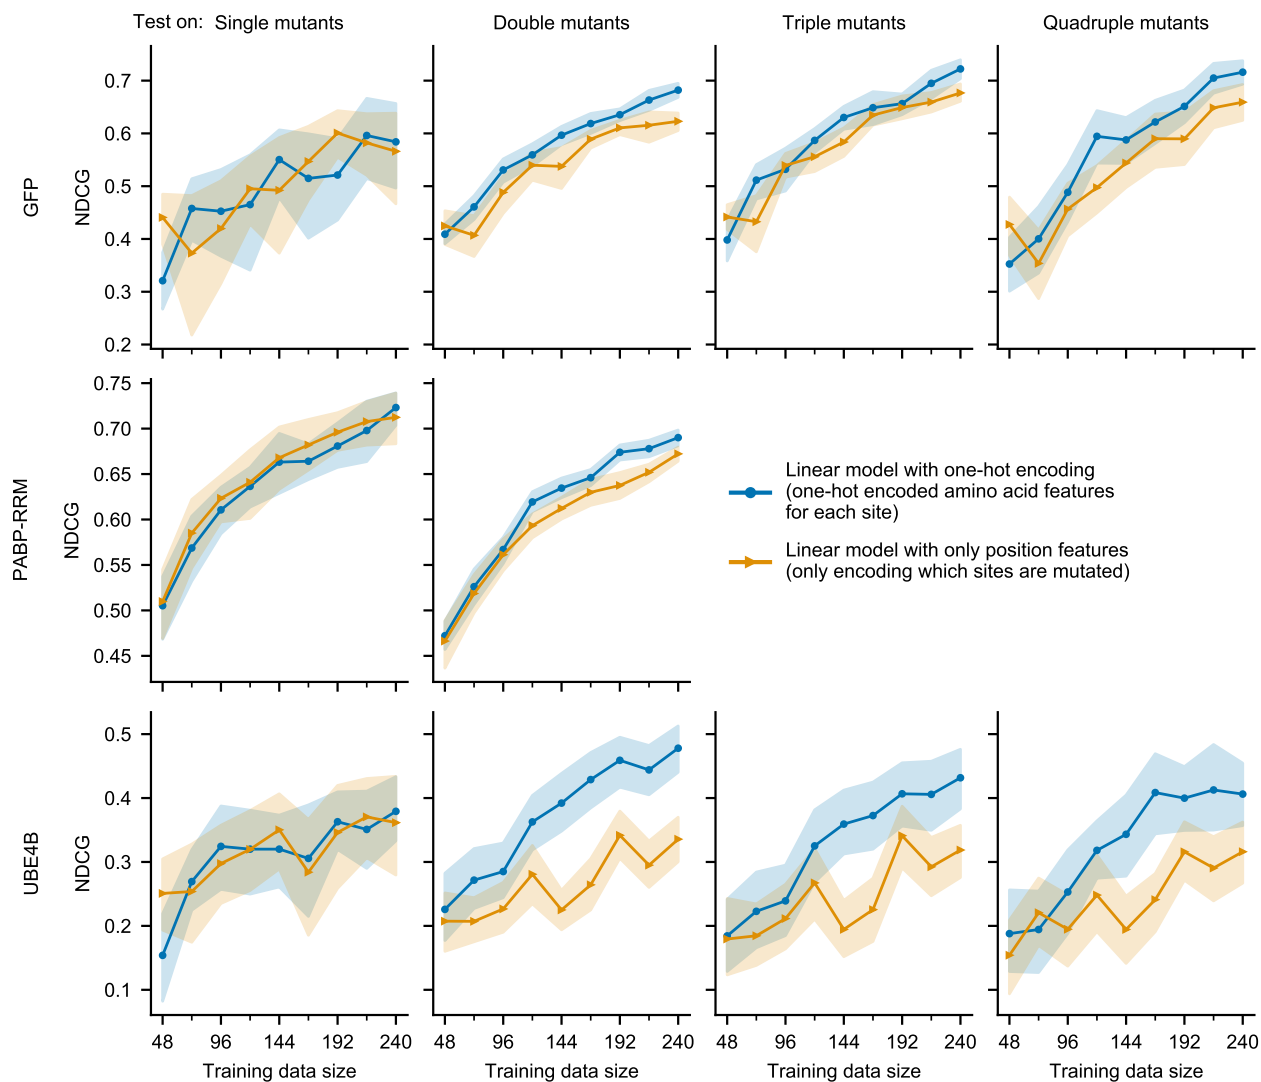 Test on: Single mutants
Double mutants
Triple mutants
Quadruple mutants
GFP
NDCG
0.7
0.6
0.5
0.4
0.3
0.2
PABP-RRM
NDCG
0.75
0.70
0.65
0.60
0.55
0.50
0.45
Linear model with one-hot encoding
(one-hot encoded amino acid features
for each site)
Linear model with only position features
(only encoding which sites are mutated)
UBE4B
NDCG
0.5
0.4
0.3
0.2
0.1
48 96 144 192 240
48 96 144 192 240
48 96 144 192 240
48 96 144 192 240
Training data size
Training data size
Training data size
Training data size